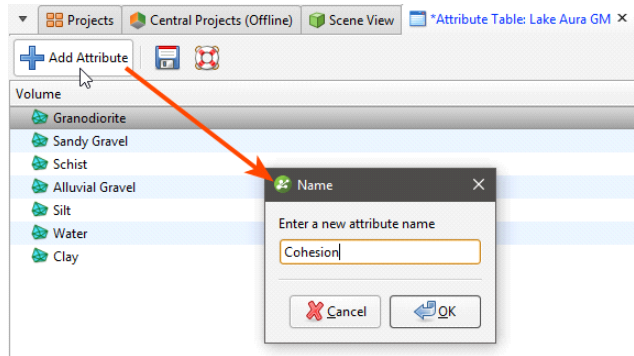 Projects Central Projects (Offline) Scene View *Attribute Table: Lake Aura GM
Add Attribute
Volume
Granodiorite
Sandy Gravel
Schist
Alluvial Gravel
Silt
Water
Clay
Name
Enter a new attribute name
Cohesion
Cancel OK